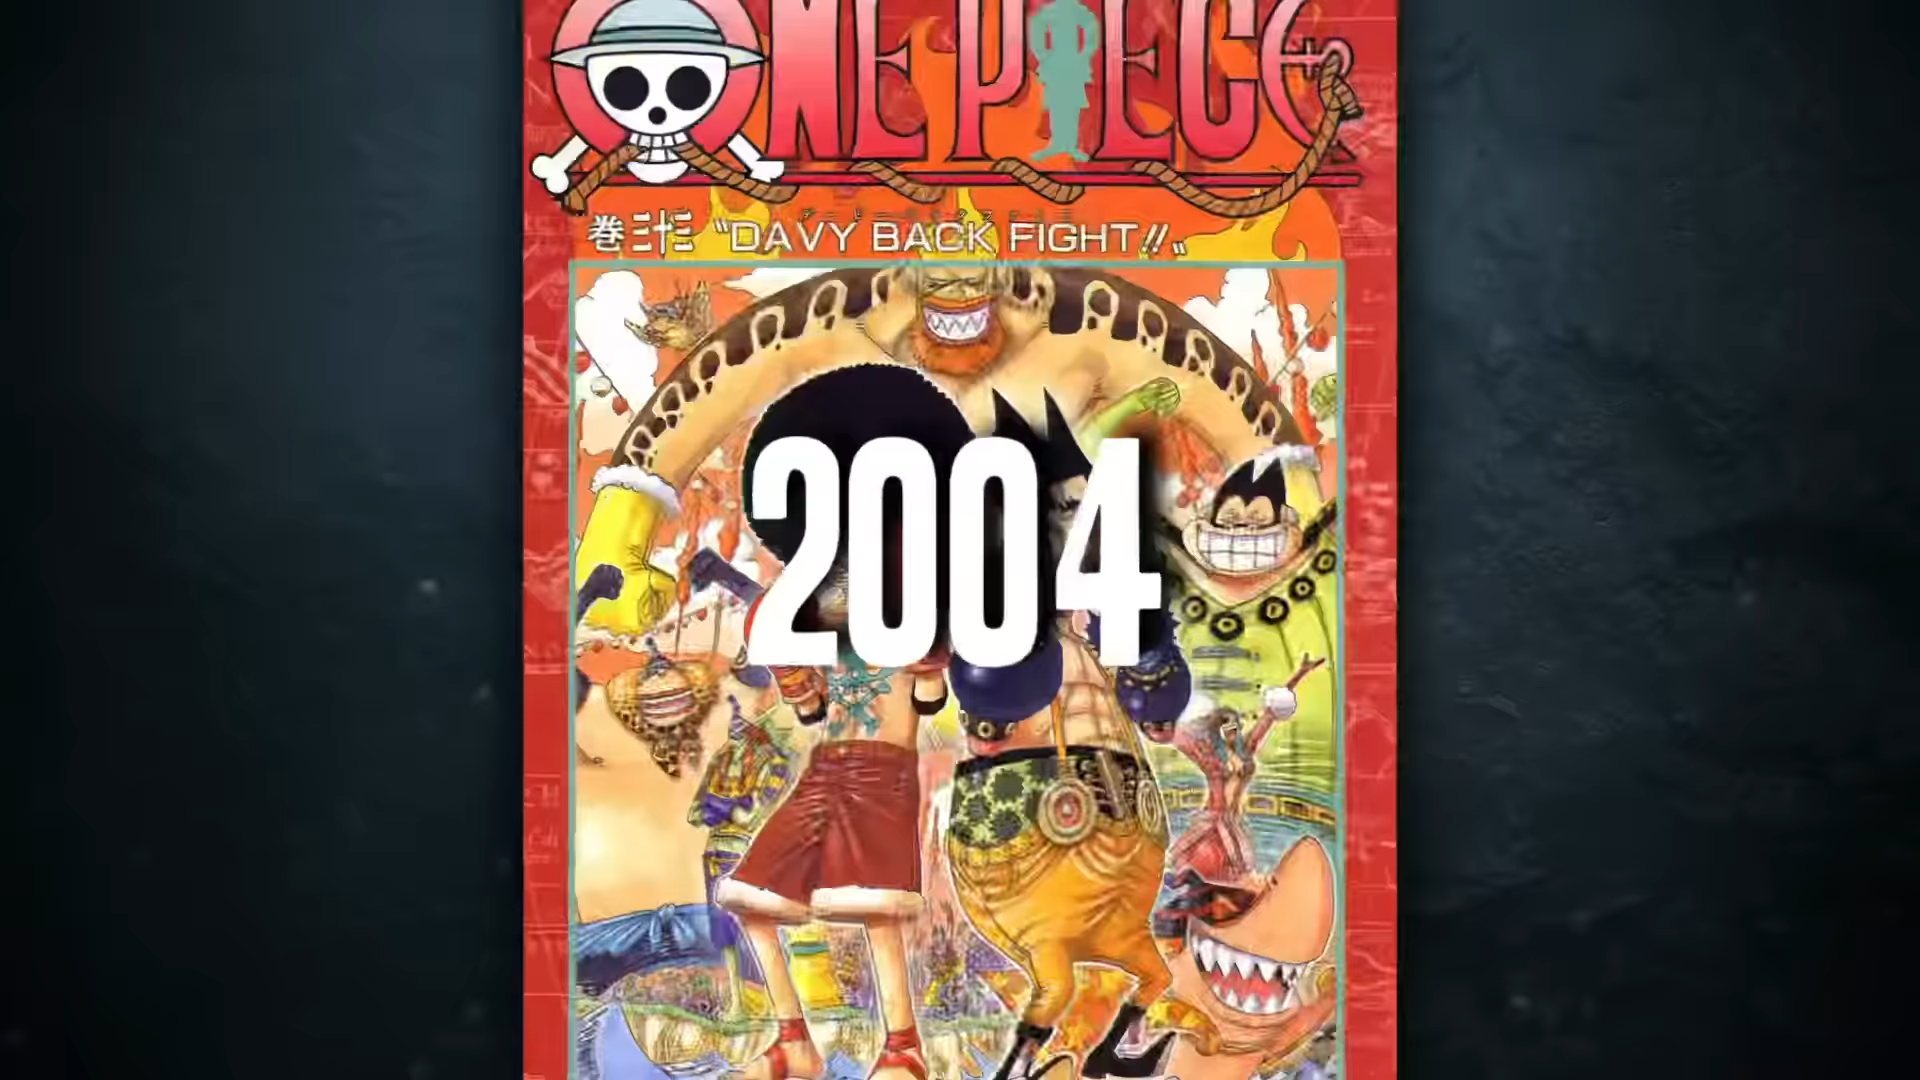 ONE PIECE
巻三十三 “DAVY BACK FIGHT!!„
2004